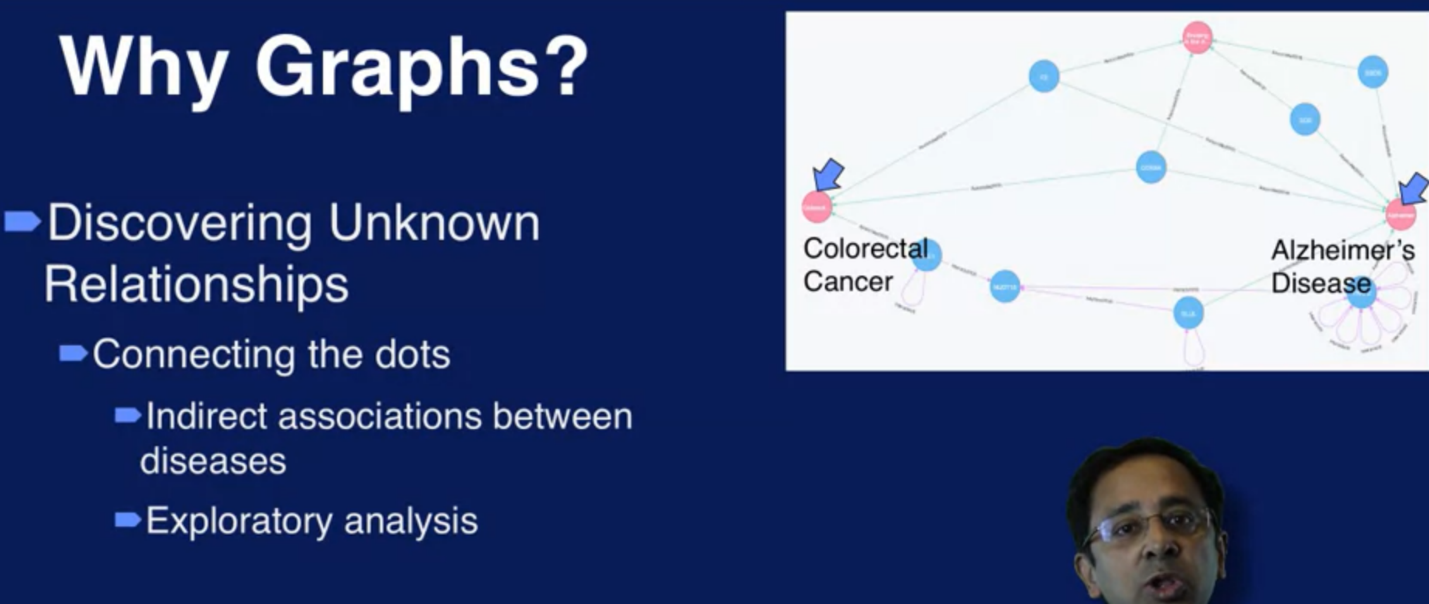 Why Graphs?
Discovering Unknown
Relationships
Connecting the dots
Indirect associations between
diseases
Exploratory analysis
Colorectal
Cancer
Alzheimer's
Disease